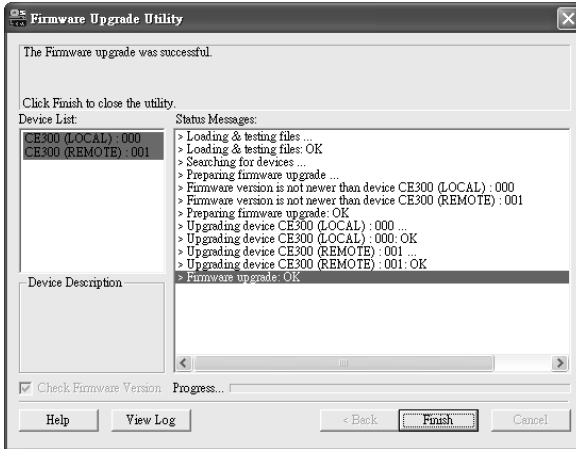 Firmware Upgrade Utility
The Firmware upgrade was successful.
Click Finish to close the utility.
Device List:
CE300 (LOCAL) : 000
CE300 (REMOTE) : 001
Status Messages:
> Loading & testing files ...
> Loading & testing files: OK
> Searching for devices ...
> Preparing firmware upgrade ...
> Firmware version is not newer than device CE300 (LOCAL) : 000
> Firmware version is not newer than device CE300 (REMOTE) : 001
> Preparing firmware upgrade: OK
> Upgrading device CE300 (LOCAL) : 000 ...
> Upgrading device CE300 (LOCAL) : 000: OK
> Upgrading device CE300 (REMOTE) : 001 ...
> Upgrading device CE300 (REMOTE) : 001: OK
> Firmware upgrade: OK
Device Description
Check Firmware Version
Progress...
Help
View Log
< Back
Finish
Cancel